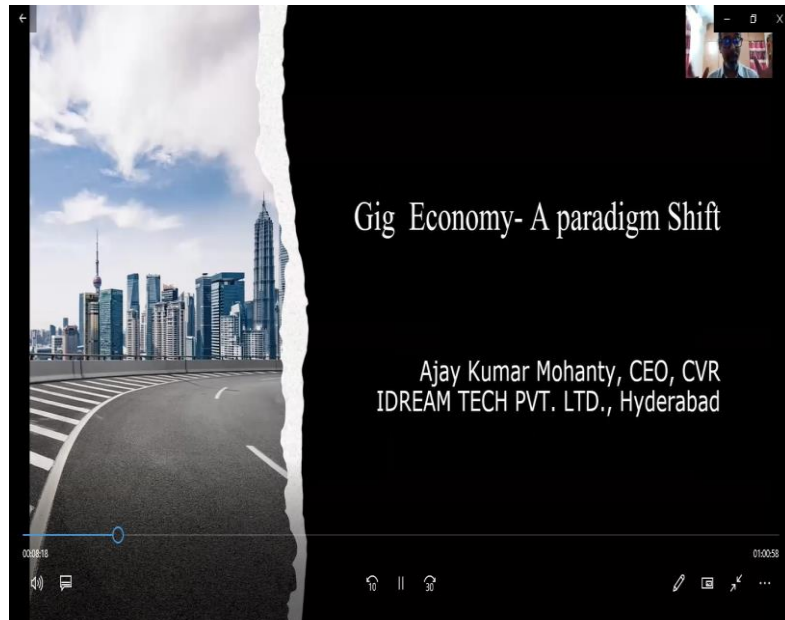 Gig Economy- A paradigm Shift
Ajay Kumar Mohanty, CEO, CVR
IDREAM TECH PVT. LTD., Hyderabad
00:08:18
01:00:58
10
30